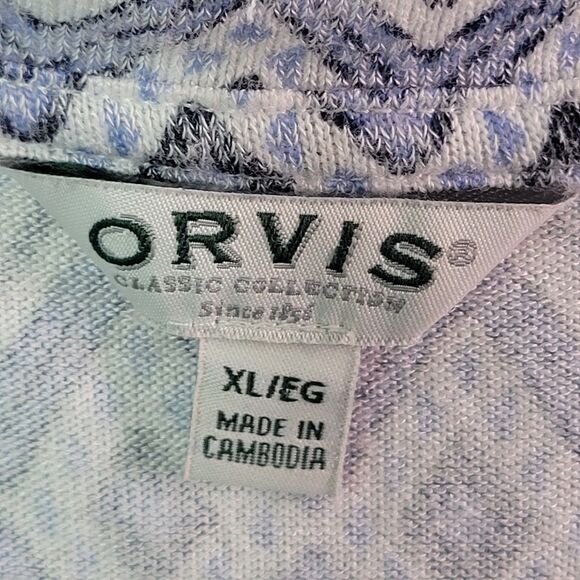 ORVIS®
CLASSIC COLLECTION
Since 1856
XL/EG
MADE IN
CAMBODIA